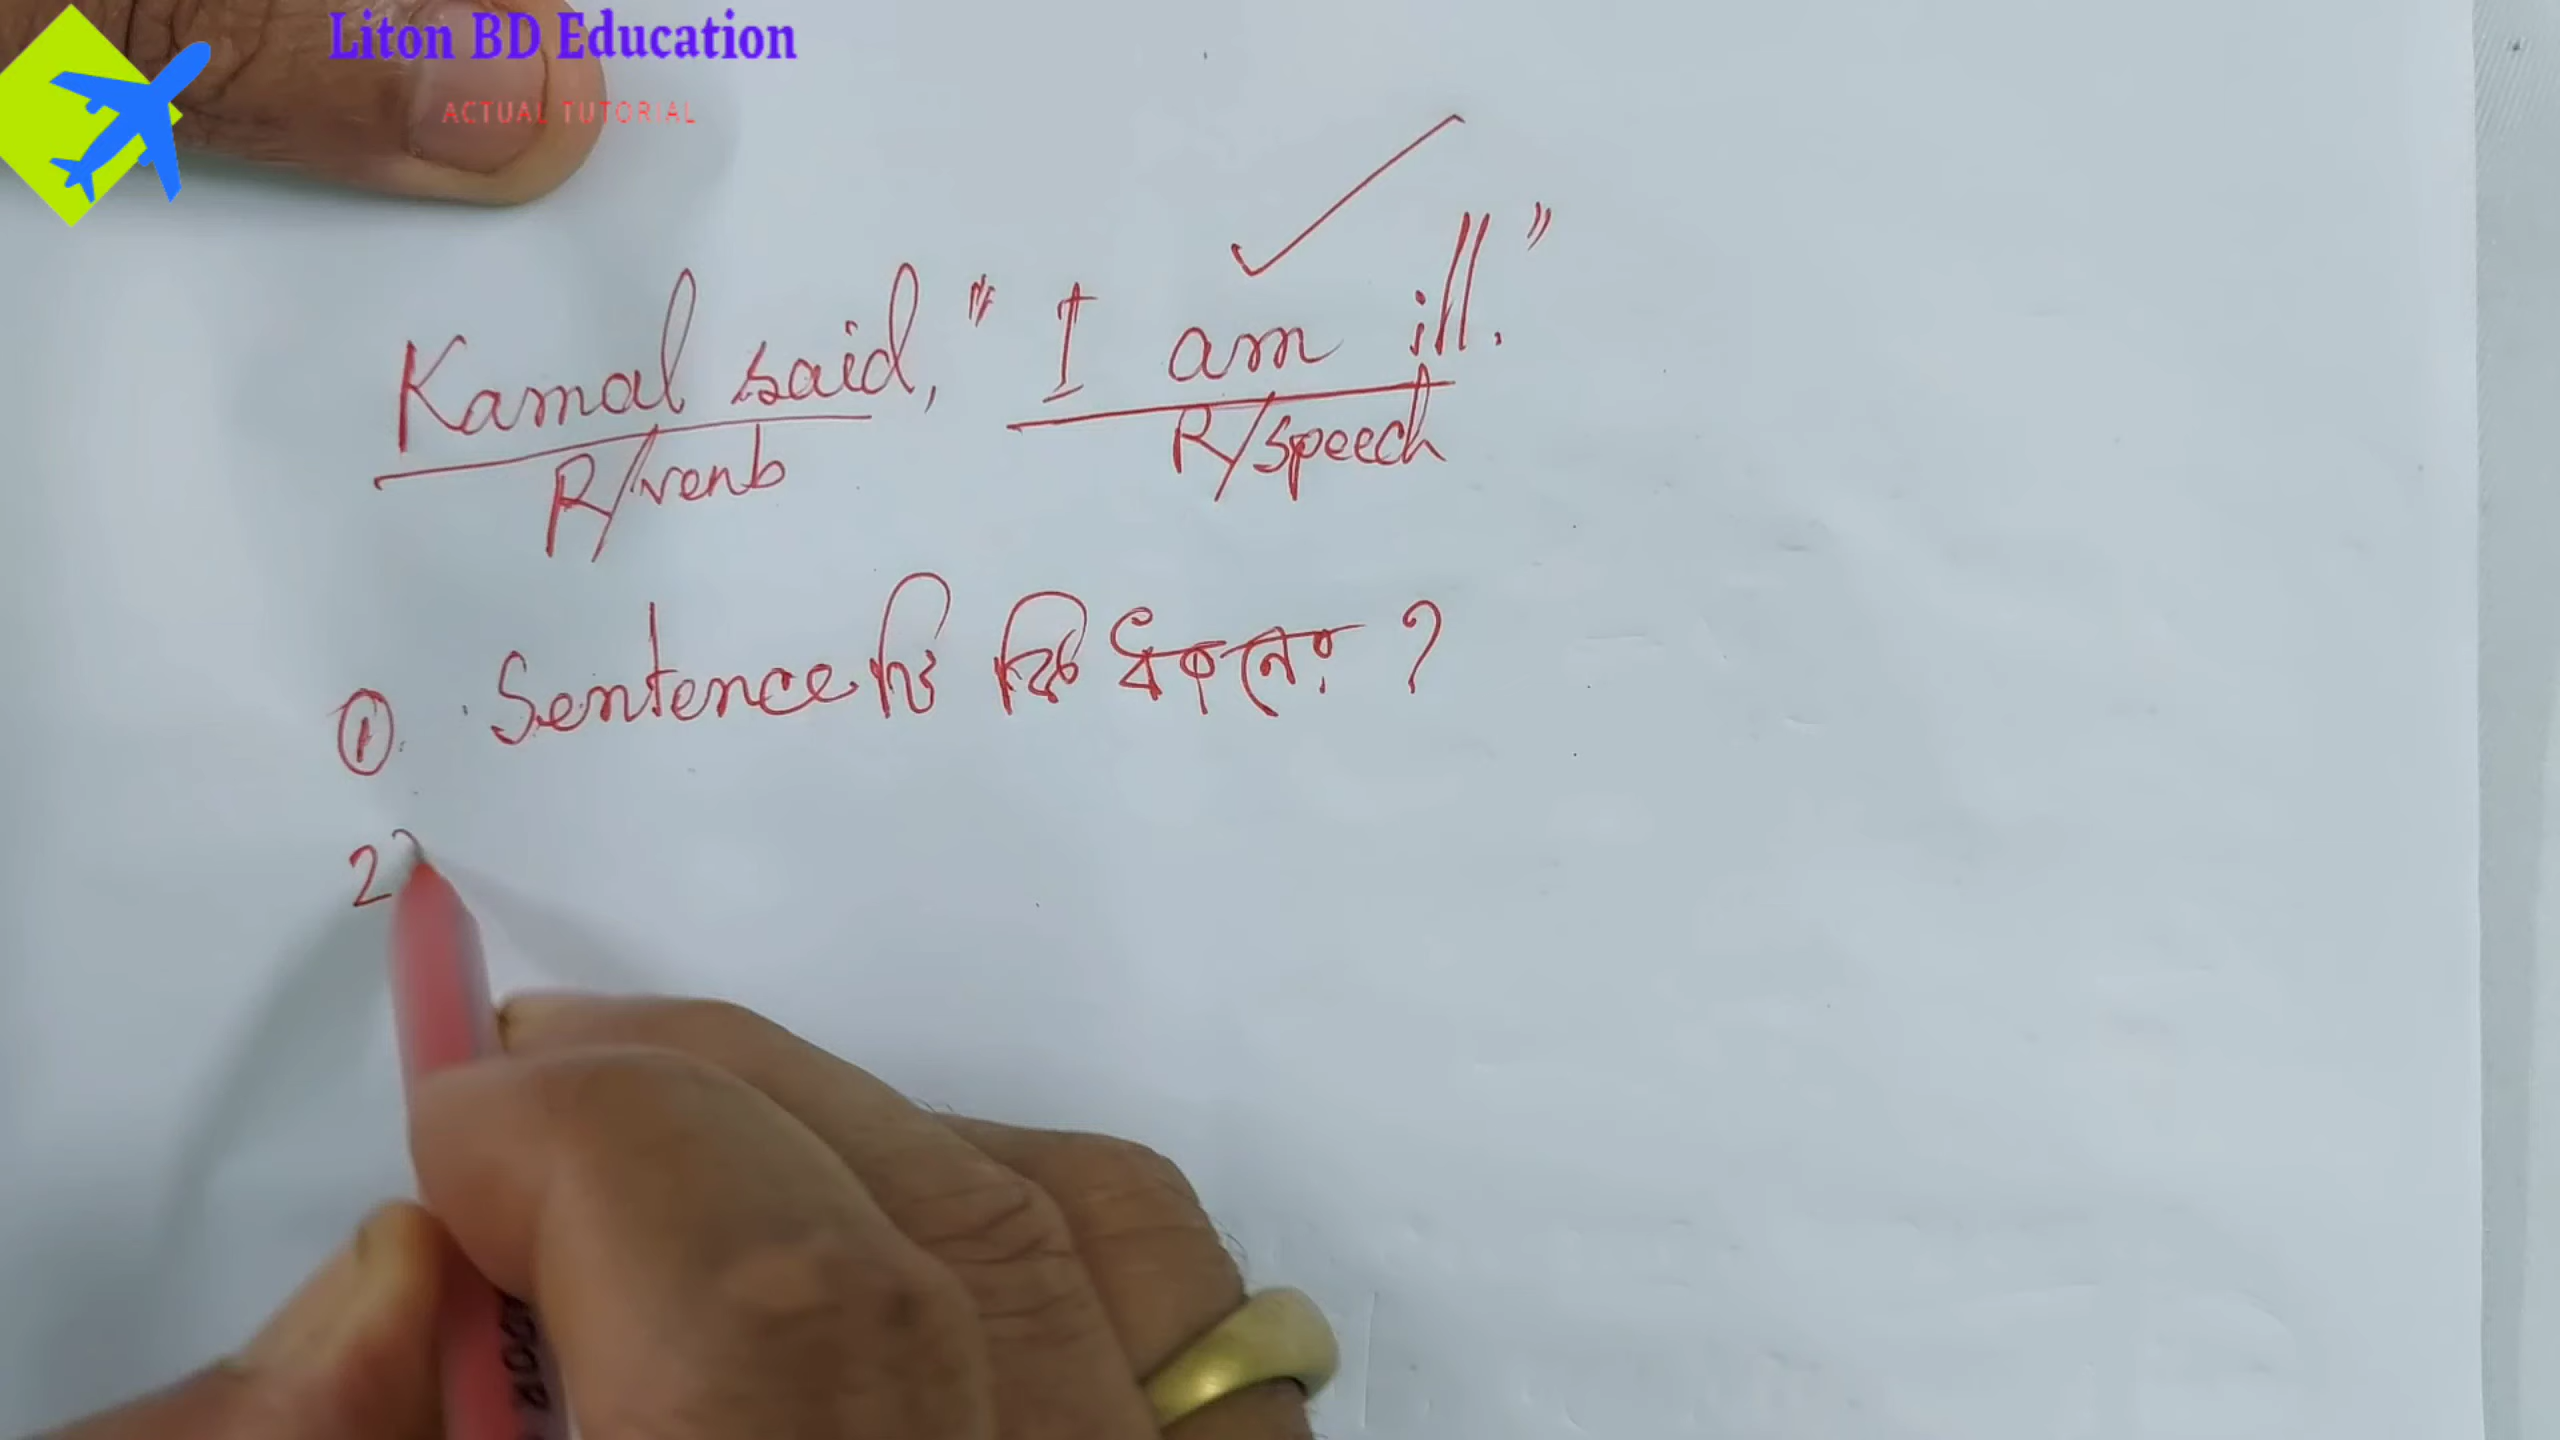 Liton BD Education
ACTUAL TUTORIAL
Kamal said, " I am ill. "
R/verb R/speech
① Sentence টি কি ধরনের ?
2